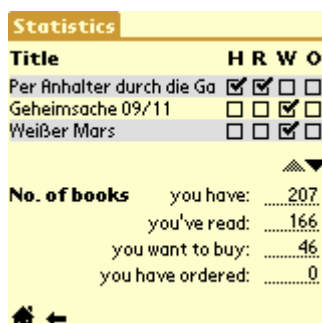 Statistics
Title H R W O
Per Anhalter durch die Ga
Geheimsache 09/11
Weißer Mars
No. of books you have: 207
you've read: 166
you want to buy: 46
you have ordered: 0